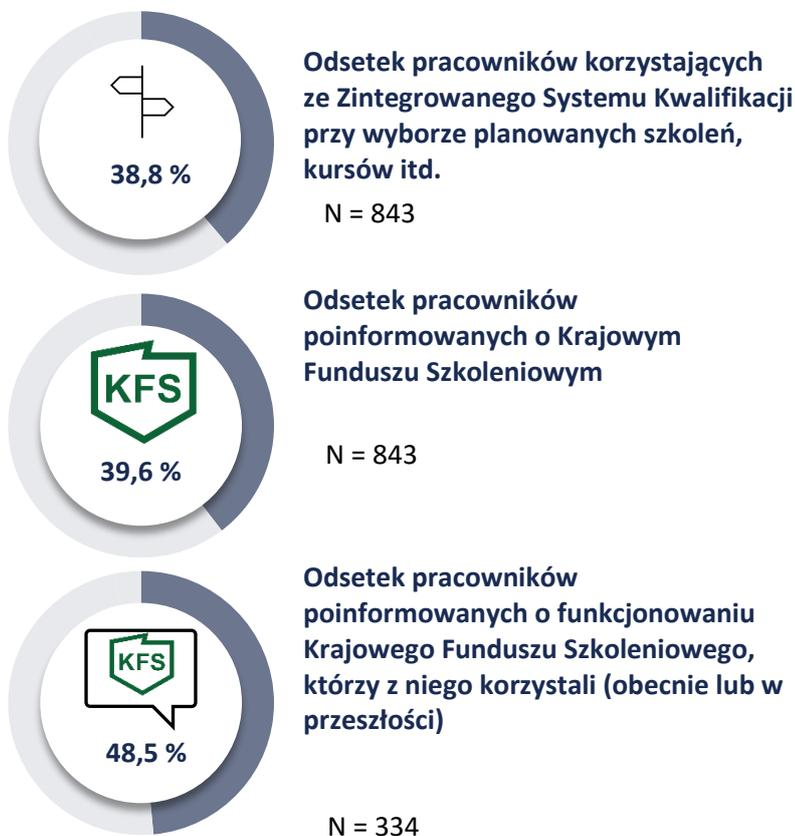 38,8 %
Odsetek pracowników korzystających
ze Zintegrowanego Systemu Kwalifikacji
przy wyborze planowanych szkoleń,
kursów itd.
N = 843
KFS
39,6 %
Odsetek pracowników
poinformowanych o Krajowym
Funduszu Szkoleniowym
N = 843
KFS
48,5 %
Odsetek pracowników
poinformowanych o funkcjonowaniu
Krajowego Funduszu Szkoleniowego,
którzy z niego korzystali (obecnie lub w
przeszłości)
N = 334